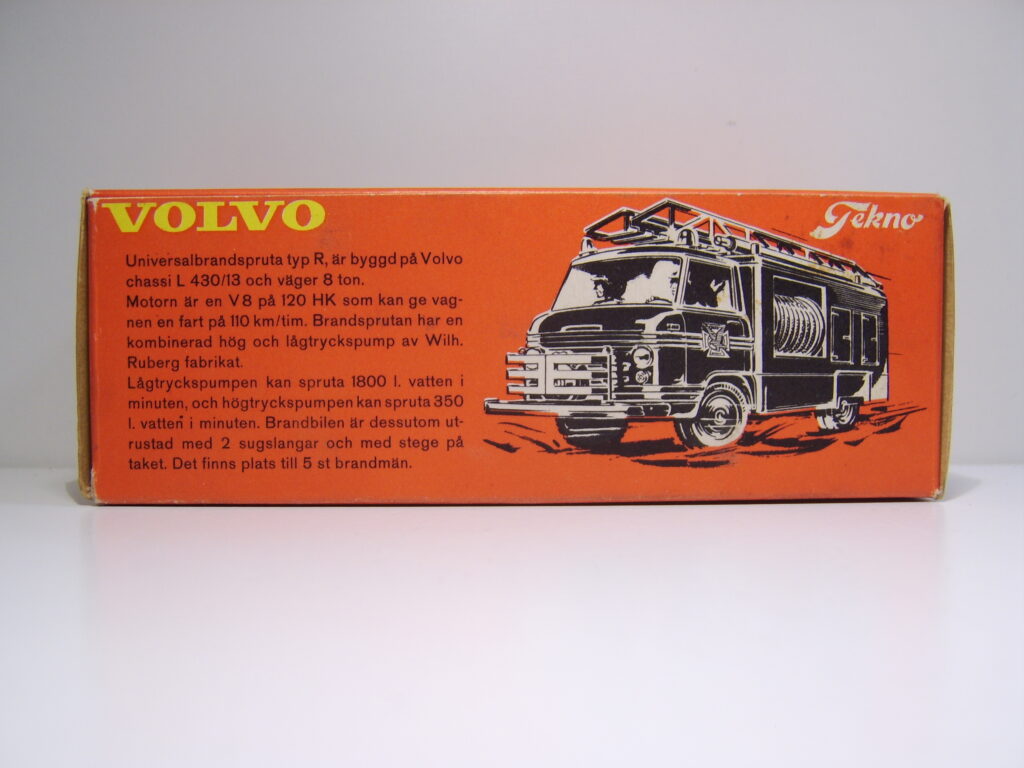 VOLVO
Tekno
Universalbrandspruta typ R, är byggd på Volvo
chassi L 430/13 och väger 8 ton.
Motorn är en V8 på 120 HK som kan ge vag-
nen en fart på 110 km/tim. Brandsprutan har en
kombinerad hög och lågtryckspump av Wilh.
Ruberg fabrikat.
Lågtryckspumpen kan spruta 1800 l. vatten i
minuten, och högtryckspumpen kan spruta 350
l. vatten i minuten. Brandbilen är dessutom ut-
rustad med 2 sugslangar och med stege på
taket. Det finns plats till 5 st brandmän.